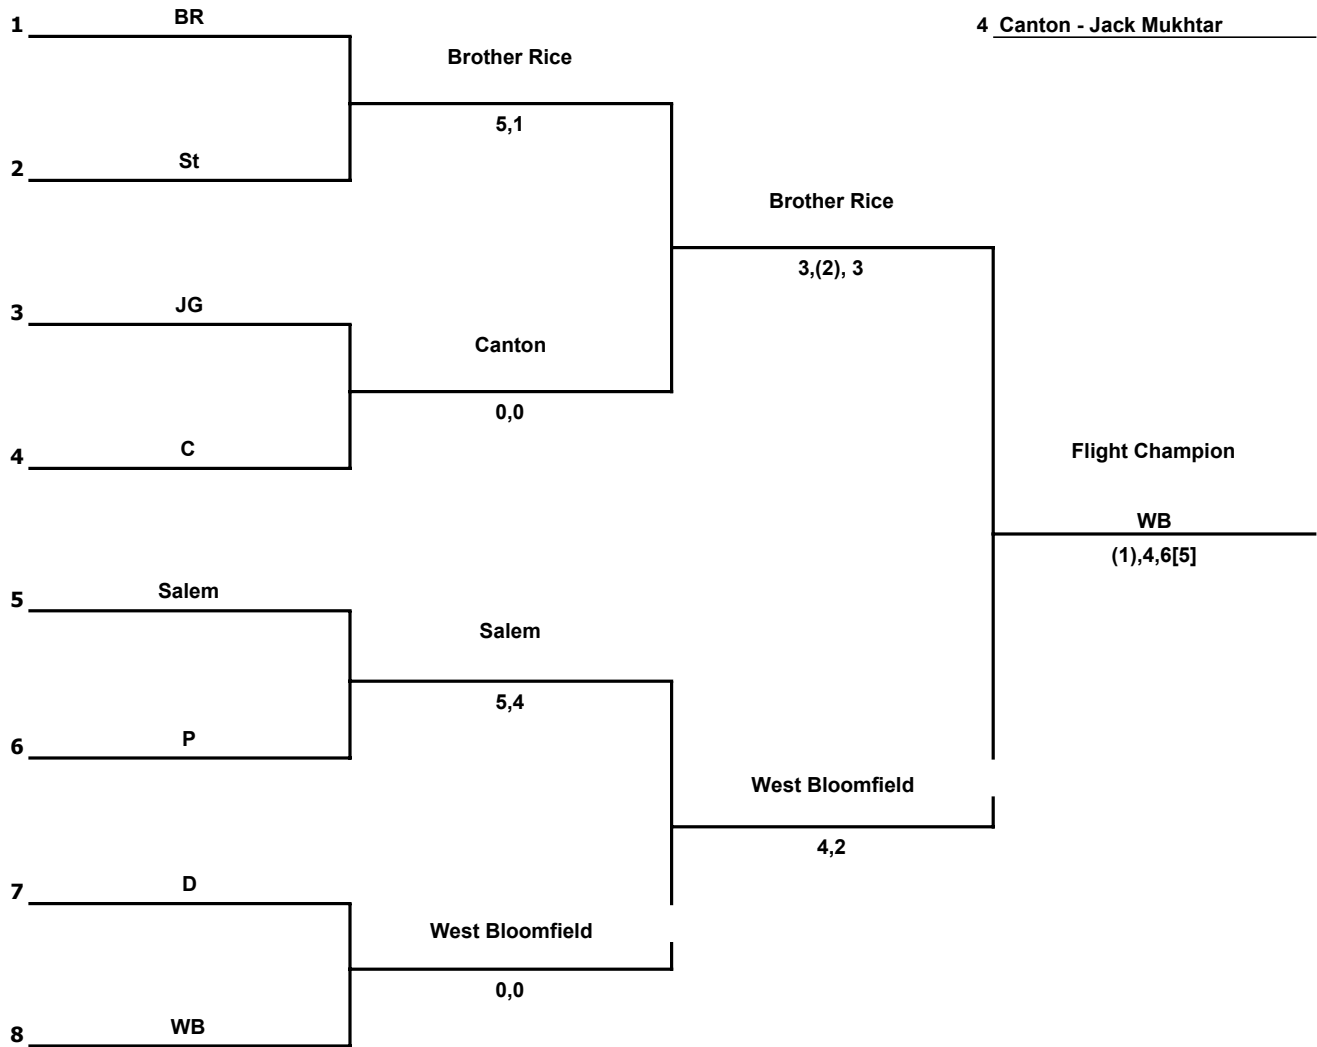 1 BR
4 Canton - Jack Mukhtar
Brother Rice
5,1
2 St
Brother Rice
3,(2), 3
3 JG
Canton
0,0
4 C
Flight Champion
WB
(1),4,6[5]
5 Salem
Salem
5,4
6 P
West Bloomfield
4,2
7 D
West Bloomfield
0,0
8 WB